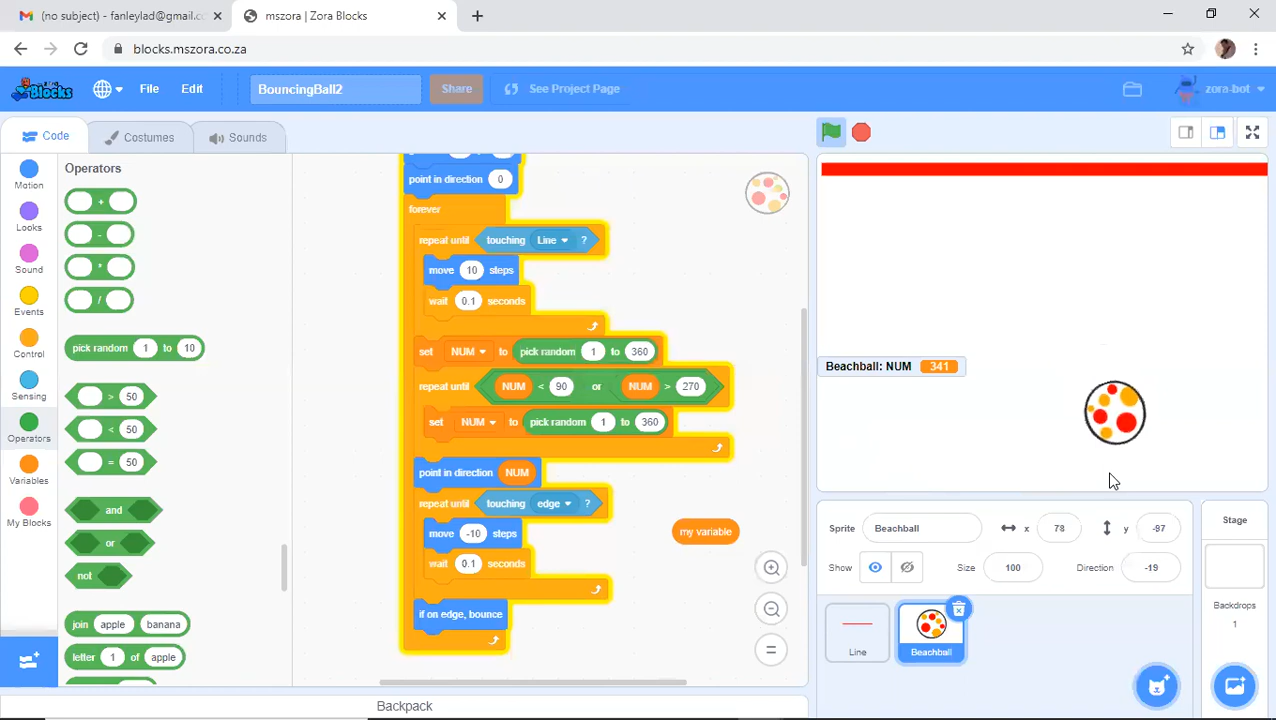 (no subject) - fanleylad@gmail.co
mszora | Zora Blocks
blocks.mszora.co.za
Blocks
File
Edit
BouncingBall2
Share
See Project Page
zora-bot
Code
Costumes
Sounds
Motion
Looks
Sound
Events
Control
Sensing
Operators
Variables
My Blocks
Operators
+
-
*
/
pick random 1 to 10
> 50
< 50
= 50
and
or
not
join apple banana
letter 1 of apple
point in direction 0
forever
repeat until touching Line ?
move 10 steps
wait 0.1 seconds
set NUM to pick random 1 to 360
repeat until NUM < 90 or NUM > 270
set NUM to pick random 1 to 360
point in direction NUM
repeat until touching edge ?
move -10 steps
wait 0.1 seconds
if on edge, bounce
my variable
Beachball: NUM 341
Sprite Beachball x 78 y -97
Show Size 100 Direction -19
Line
Beachball
Stage
Backdrops
1
Backpack